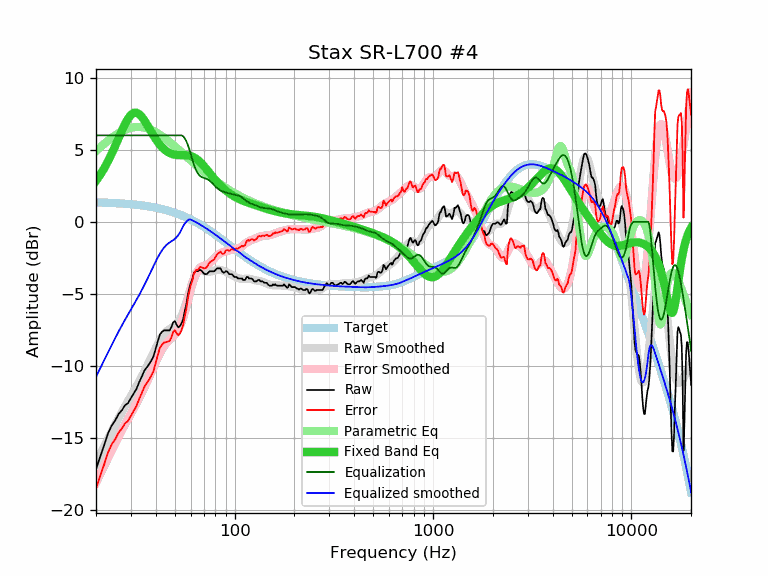 Stax SR-L700 #4
Amplitude (dBr)
10
5
0
−5
−10
−15
−20
Target
Raw Smoothed
Error Smoothed
Raw
Error
Parametric Eq
Fixed Band Eq
Equalization
Equalized smoothed
100
1000
10000
Frequency (Hz)